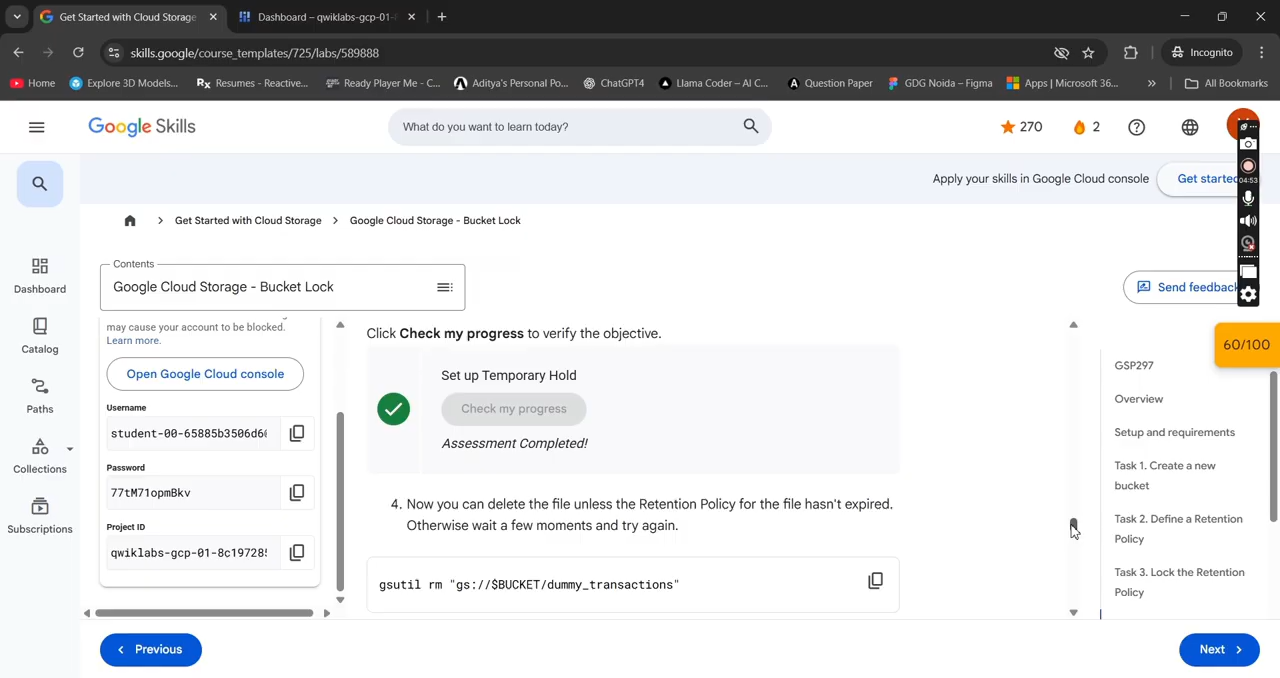 Get Started with Cloud Storage
Dashboard – qwiklabs-gcp-01-
skills.google/course_templates/725/labs/589888
Incognito
Home
Explore 3D Models...
Resumes - Reactive...
Ready Player Me - C...
Aditya's Personal Po...
ChatGPT4
Llama Coder – AI C...
Question Paper
GDG Noida – Figma
Apps | Microsoft 36...
All Bookmarks
Google Skills
What do you want to learn today?
270
2
04:53
Apply your skills in Google Cloud console
Get started
Get Started with Cloud Storage
Google Cloud Storage - Bucket Lock
Dashboard
Catalog
Paths
Collections
Subscriptions
Contents
Google Cloud Storage - Bucket Lock
Send feedback
may cause your account to be blocked.
Learn more.
Open Google Cloud console
Username
student-00-65885b3506d60
Password
77tM71opmBkv
Project ID
qwiklabs-gcp-01-8c197285
Click Check my progress to verify the objective.
Set up Temporary Hold
Check my progress
Assessment Completed!
4. Now you can delete the file unless the Retention Policy for the file hasn't expired.
Otherwise wait a few moments and try again.
gsutil rm "gs://$BUCKET/dummy_transactions"
60/100
GSP297
Overview
Setup and requirements
Task 1. Create a new
bucket
Task 2. Define a Retention
Policy
Task 3. Lock the Retention
Policy
Previous
Next